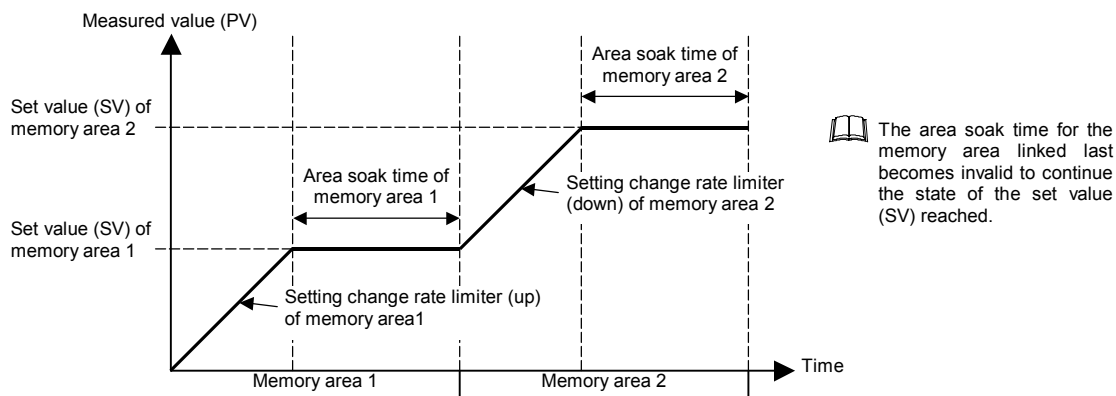 Measured value (PV)
Area soak time of
memory area 2
Set value (SV) of
memory area 2
Area soak time of
memory area 1
Setting change rate limiter
(down) of memory area 2
The area soak time for the
memory area linked last
becomes invalid to continue
the state of the set value
(SV) reached.
Set value (SV) of
memory area 1
Setting change rate limiter (up)
of memory area1
Time
Memory area 1
Memory area 2